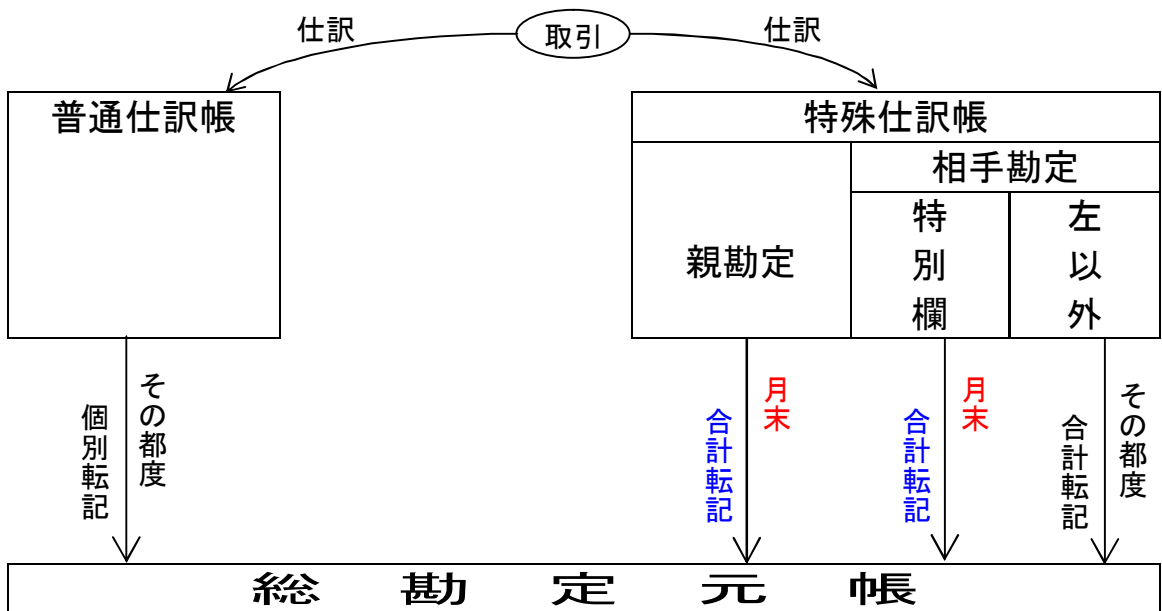 取引
仕訳
仕訳
普通仕訳帳
特殊仕訳帳
相手勘定
親勘定
特別欄
左以外
その都度
個別転記
月末
合計転記
月末
合計転記
その都度
合計転記
総勘定元帳